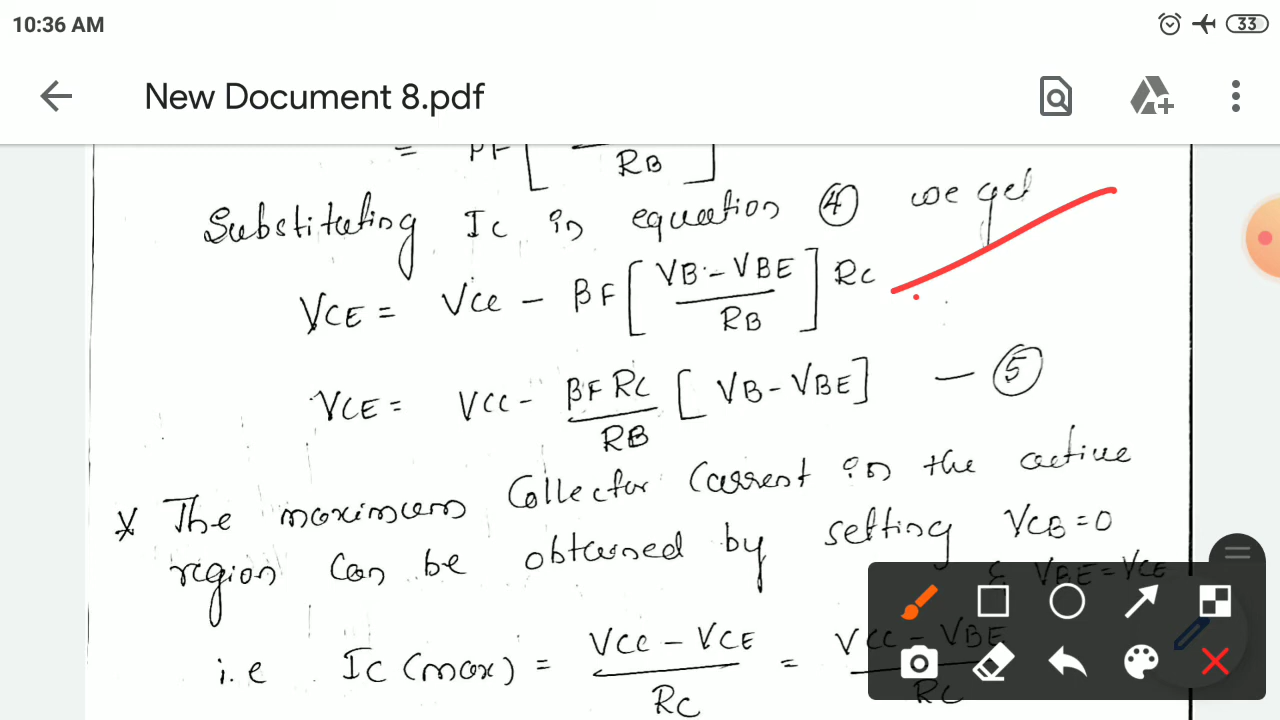 10:36 AM
33
New Document 8.pdf
= βF [ / RB ]
Substituting Ic in equation ④ we get
VCE = Vcc - βF [ VB - VBE / RB ] RC
VCE = VCC - βF RC / RB [ VB - VBE ] - ⑤
* The maximum Collector Current in the active
region can be obtained by setting VCB = 0
& VBE = VCE
i.e Ic (max) = VCC - VCE / RC = VCC - VBE / RC